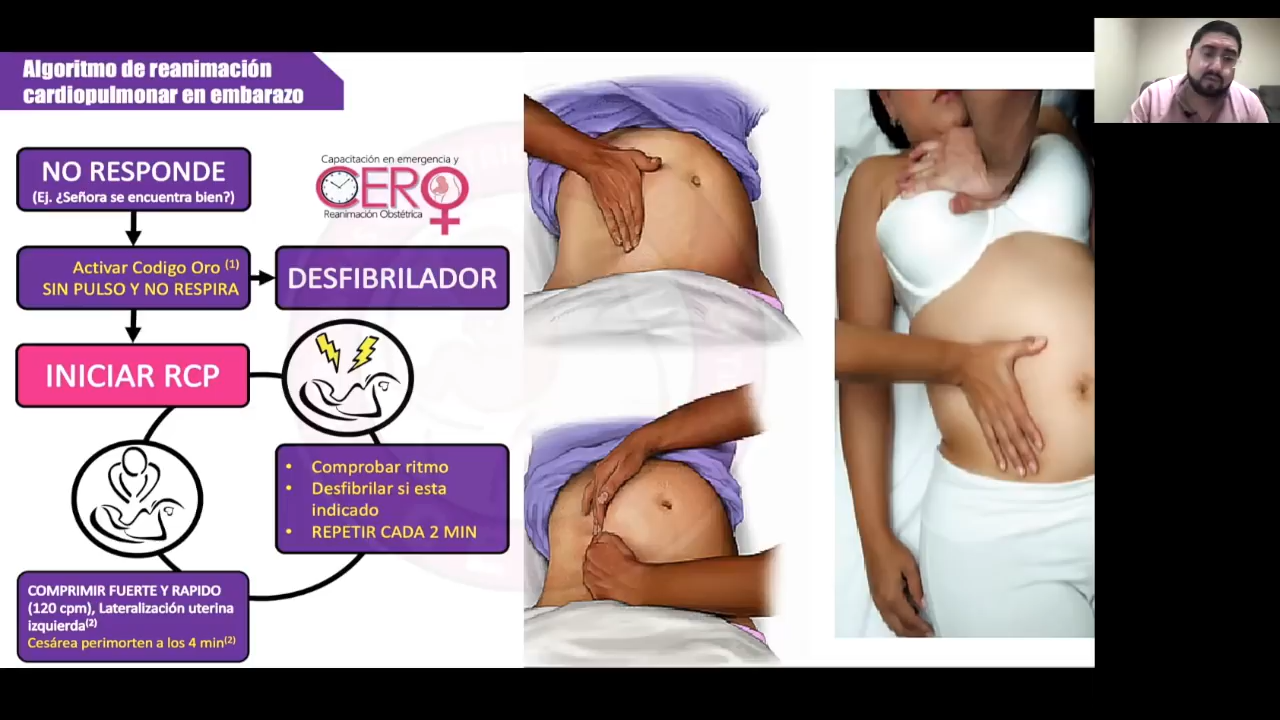 Algoritmo de reanimación
cardiopulmonar en embarazo
NO RESPONDE
(Ej. ¿Señora se encuentra bien?)
Capacitación en emergencia y
CERO
Reanimación Obstétrica
Activar Codigo Oro (1)
SIN PULSO Y NO RESPIRA
DESFIBRILADOR
INICIAR RCP
• Comprobar ritmo
• Desfibrilar si esta
indicado
• REPETIR CADA 2 MIN
COMPRIMIR FUERTE Y RAPIDO
(120 cpm), Lateralización uterina
izquierda(2)
Cesárea perimorten a los 4 min(2)